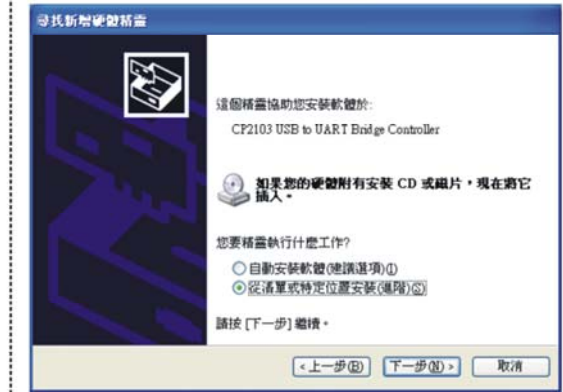 尋找新增硬體精靈
這個精靈協助您安裝軟體於:
CP2103 USB to UART Bridge Controller
如果您的硬體附有安裝 CD 或磁片，現在將它
插入。
您要精靈執行什麼工作?
自動安裝軟體(建議選項)(I)
從清單或特定位置安裝(進階)(S)
請按 [下一步] 繼續。
<上一步(B) 下一步(N)> 取消